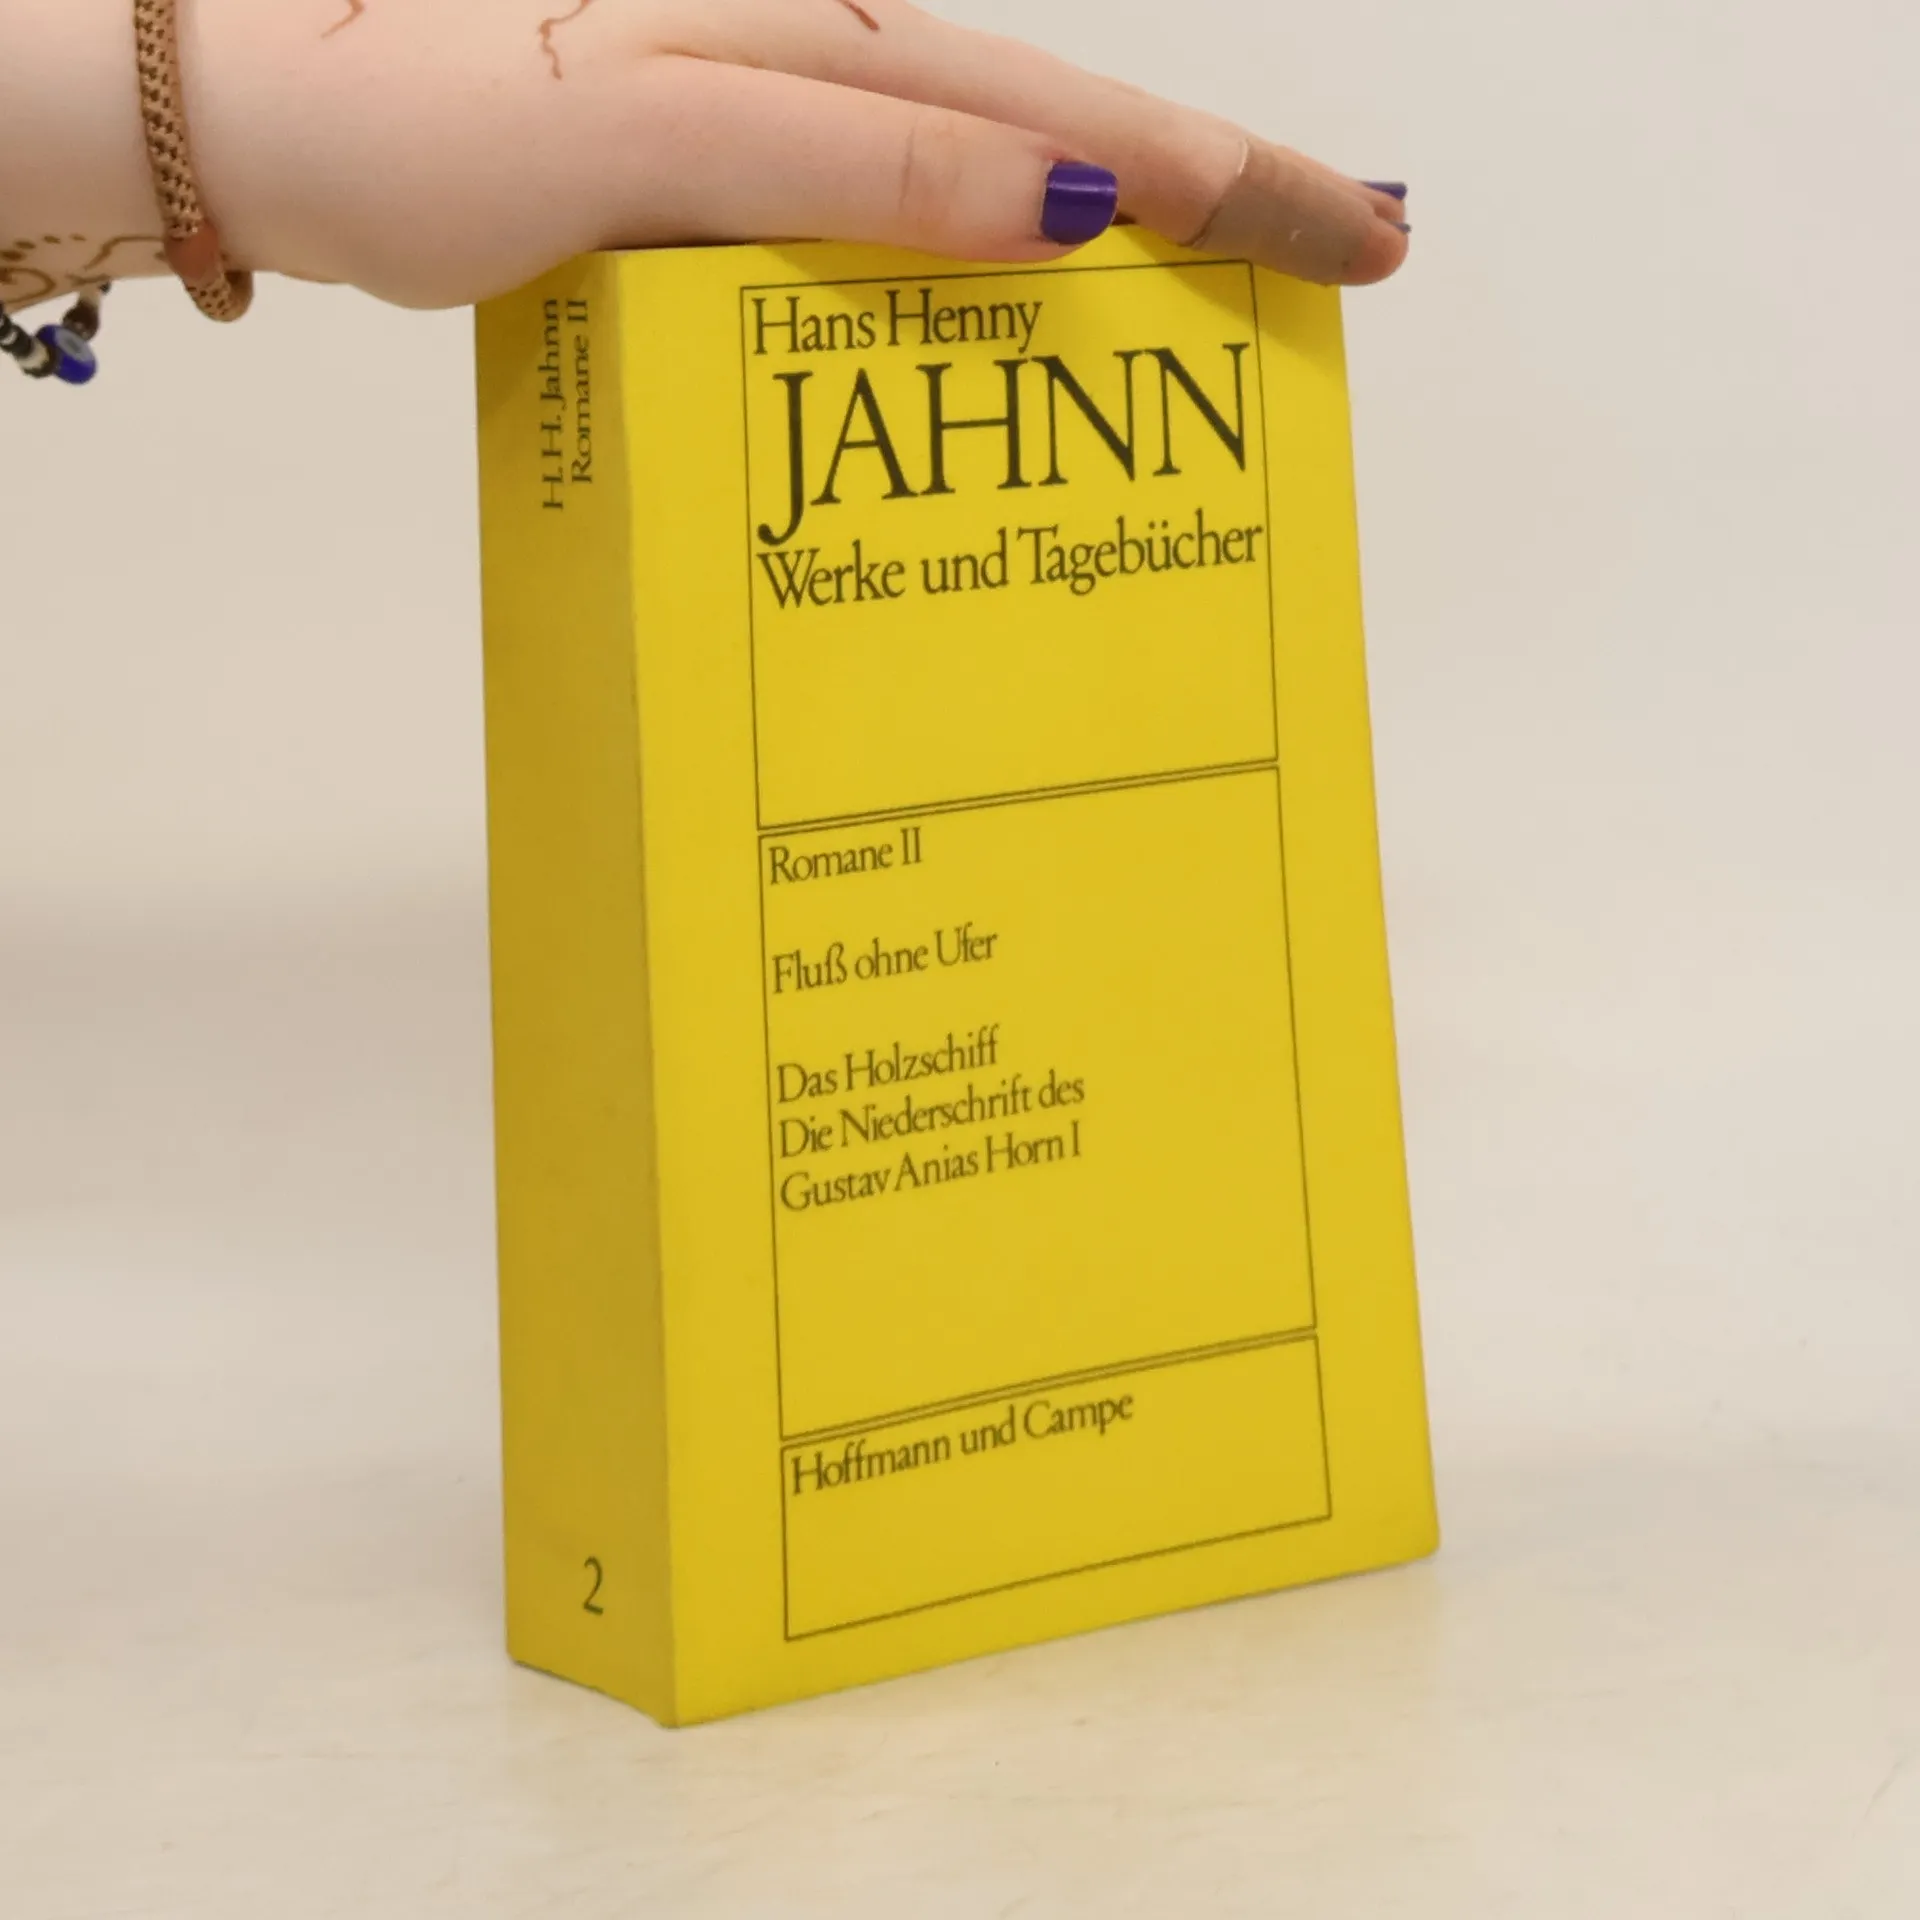 H. H. Jahnn
Romane II
2
Hans Henny
JAHNN
Werke und Tagebücher
Romane II
Fluß ohne Ufer
Das Holzschiff
Die Niederschrift des
Gustav Anias Horn I
Hoffmann und Campe